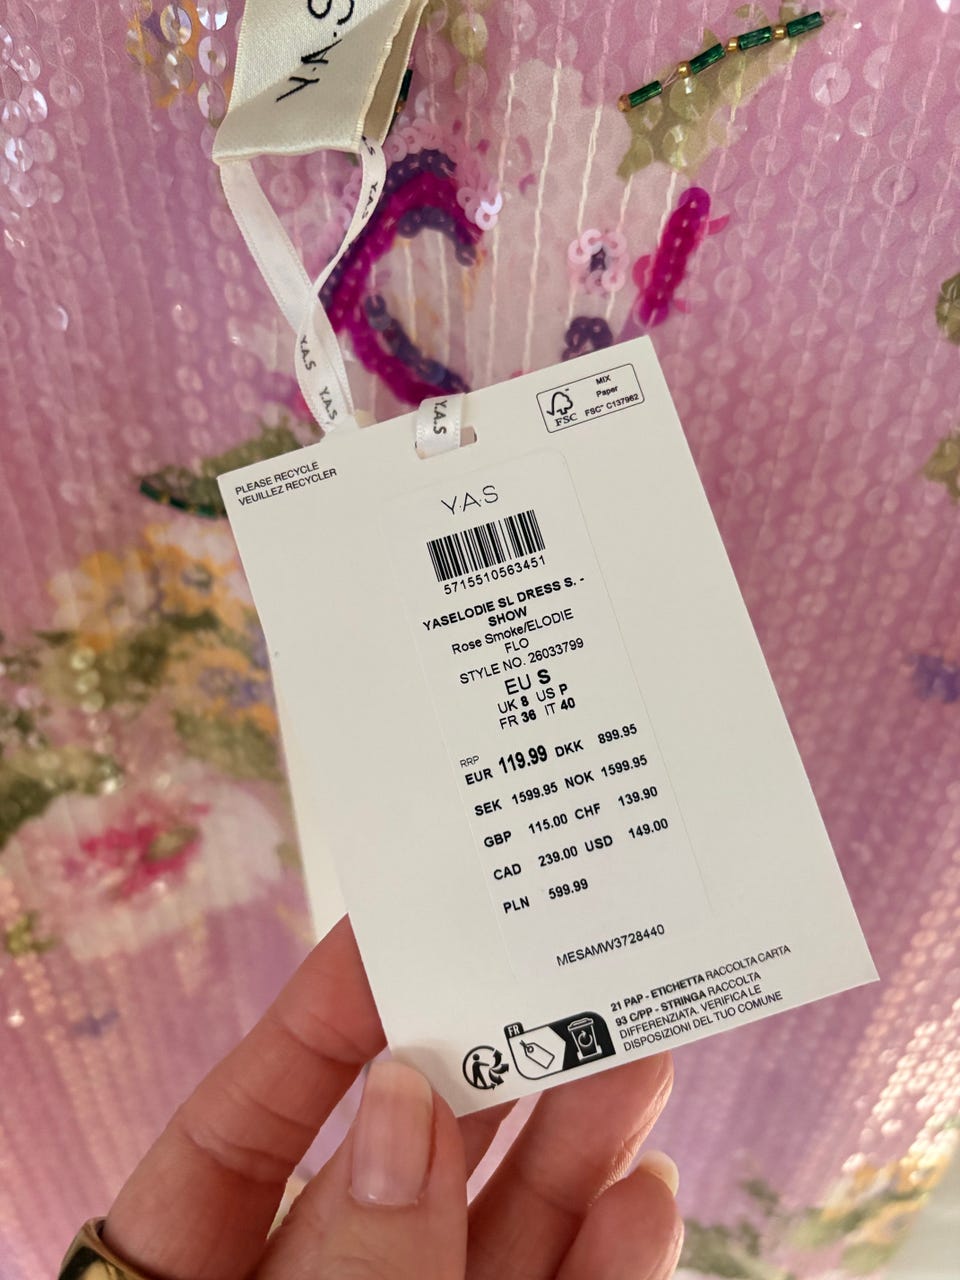 Y.A.S
Y.A.S
Y.A.S
Y.A.S
Y.A.S
Y.A.S
PLEASE RECYCLE
VEUILLEZ RECYCLER
FSC
MIX
Paper
FSC™ C137962
Y.A.S
5715510563451
YASELODIE SL DRESS S. -
SHOW
Rose Smoke/ELODIE
FLO
STYLE NO. 26033799
EU S
UK 8 US P
FR 36 IT 40
RRP
EUR 119.99 DKK 899.95
SEK 1599.95 NOK 1599.95
GBP 115.00 CHF 139.90
CAD 239.00 USD 149.00
PLN 599.99
MESAMW3728440
FR
21 PAP - ETICHETTA RACCOLTA CARTA
93 C/PP - STRINGA RACCOLTA
DIFFERENZIATA. VERIFICA LE
DISPOSIZIONI DEL TUO COMUNE